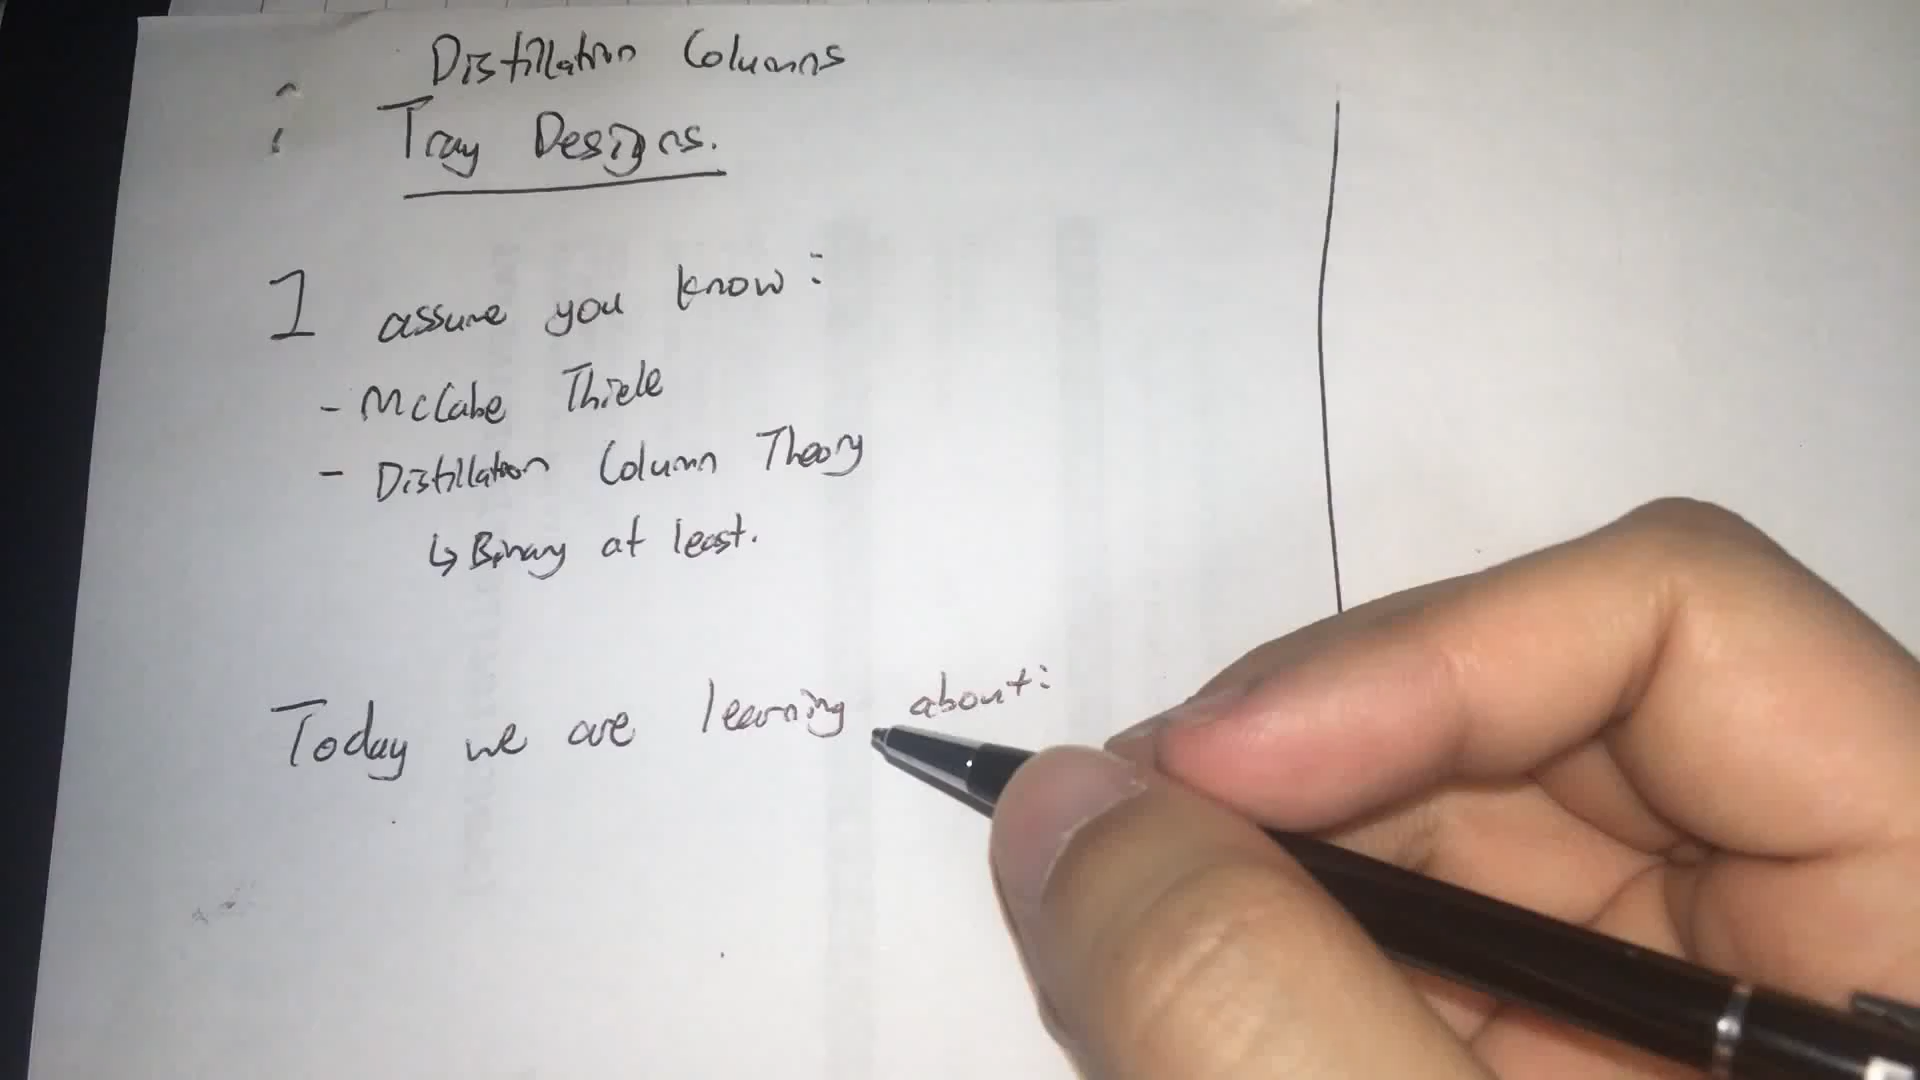 Distillation Columns
Tray Designs.
I assume you know:
- McCabe Thiele
- Distillation Column Theory
↳ Binary at least.
Today we are learning about: